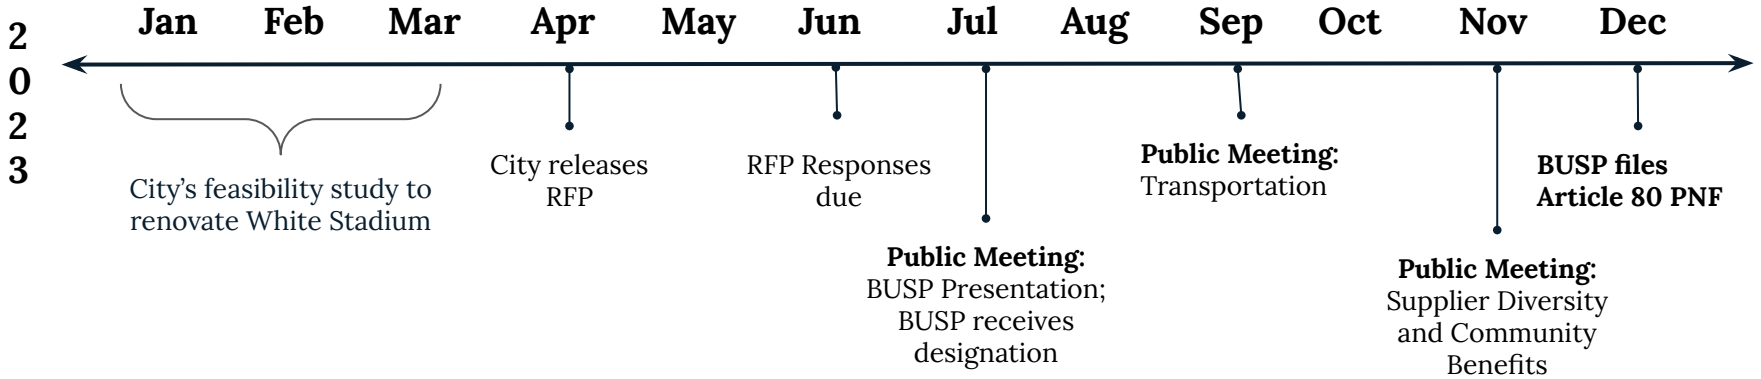 2
0
2
3
Jan Feb Mar Apr May Jun Jul Aug Sep Oct Nov Dec
City’s feasibility study to
renovate White Stadium
City releases
RFP
RFP Responses
due
Public Meeting:
BUSP Presentation;
BUSP receives
designation
Public Meeting:
Transportation
Public Meeting:
Supplier Diversity
and Community
Benefits
BUSP files
Article 80 PNF